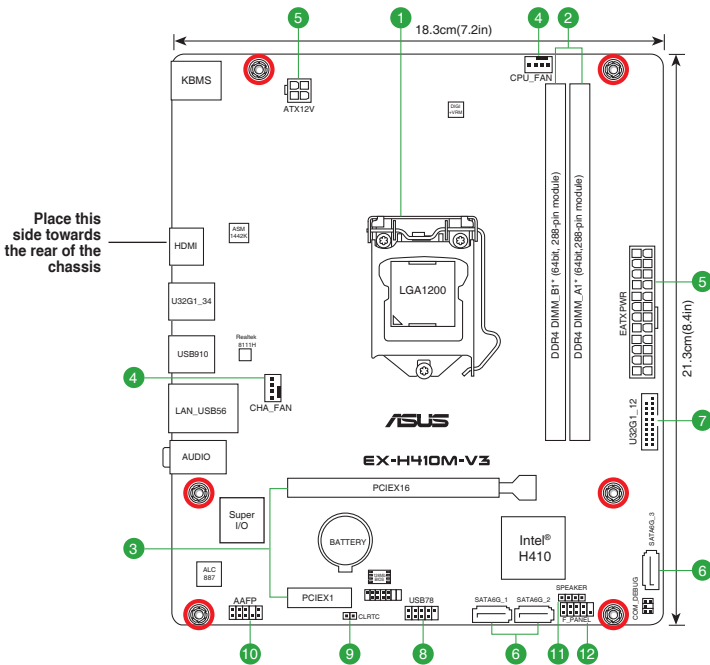 18.3cm(7.2in)
5
1
4
2
KBMS
ATX12V
CPU_FAN
DIGI
+VRM
Place this
side towards
the rear of the
chassis
HDMI
ASM
1442K
LGA1200
DDR4 DIMM_B1* (64bit, 288-pin module)
DDR4 DIMM_A1* (64bit,288-pin module)
EATXPWR
5
21.3cm(8.4in)
U32G1_34
Realtek
8111H
USB910
4
CHA_FAN
LAN_USB56
ASUS
U32G1_12
7
AUDIO
EX-H410M-V3
PCIEX16
Super
I/O
3
BATTERY
Intel®
H410
SATA6G_3
6
ALC
887
PCIEX1
AAFP
CLRTC
USB78
SATA6G_1
SATA6G_2
SPEAKER
F_PANEL
COM_DEBUG
10
9
8
6
11
12